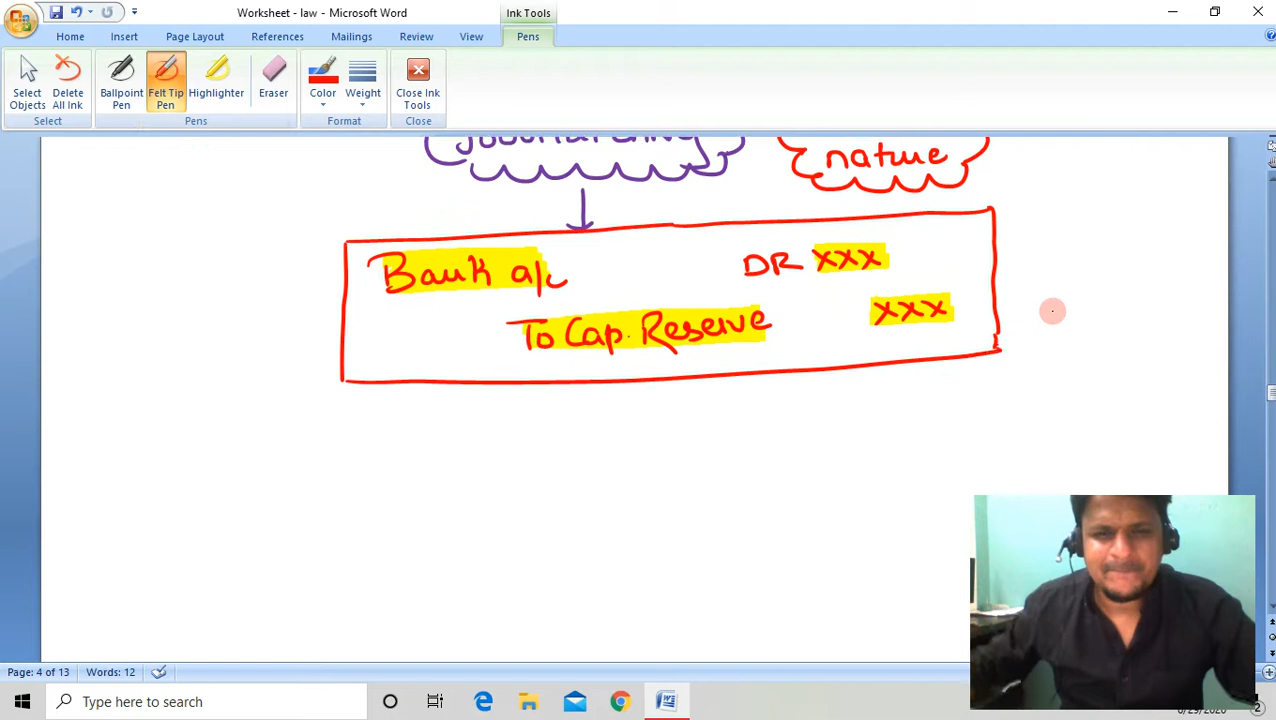 Worksheet - law - Microsoft Word
Ink Tools
Home Insert Page Layout References Mailings Review View Pens
Select Objects
Delete All Ink
Ballpoint Pen
Felt Tip Pen
Highlighter
Eraser
Color
Weight
Close Ink Tools
Select Pens Format Close
nature
Bank a/c DR xxx
To Cap. Reserve xxx
Page: 4 of 13 Words: 12
Type here to search